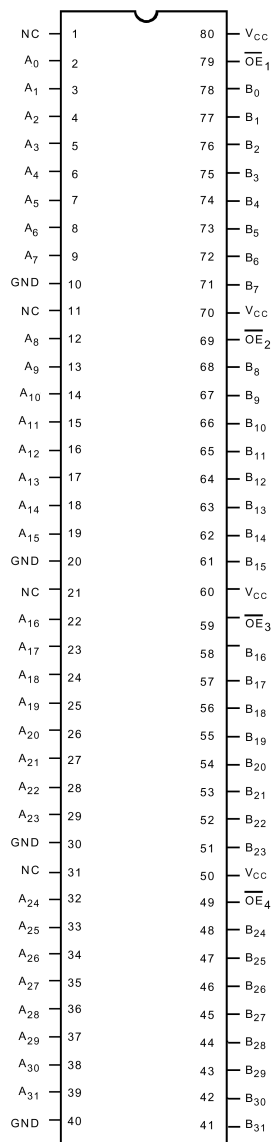 NC 1 80 VCC
A0 2 79 OE1
A1 3 78 B0
A2 4 77 B1
A3 5 76 B2
A4 6 75 B3
A5 7 74 B4
A6 8 73 B5
A7 9 72 B6
GND 10 71 B7
NC 11 70 VCC
A8 12 69 OE2
A9 13 68 B8
A10 14 67 B9
A11 15 66 B10
A12 16 65 B11
A13 17 64 B12
A14 18 63 B13
A15 19 62 B14
GND 20 61 B15
NC 21 60 VCC
A16 22 59 OE3
A17 23 58 B16
A18 24 57 B17
A19 25 56 B18
A20 26 55 B19
A21 27 54 B20
A22 28 53 B21
A23 29 52 B22
GND 30 51 B23
NC 31 50 VCC
A24 32 49 OE4
A25 33 48 B24
A26 34 47 B25
A27 35 46 B26
A28 36 45 B27
A29 37 44 B28
A30 38 43 B29
A31 39 42 B30
GND 40 41 B31